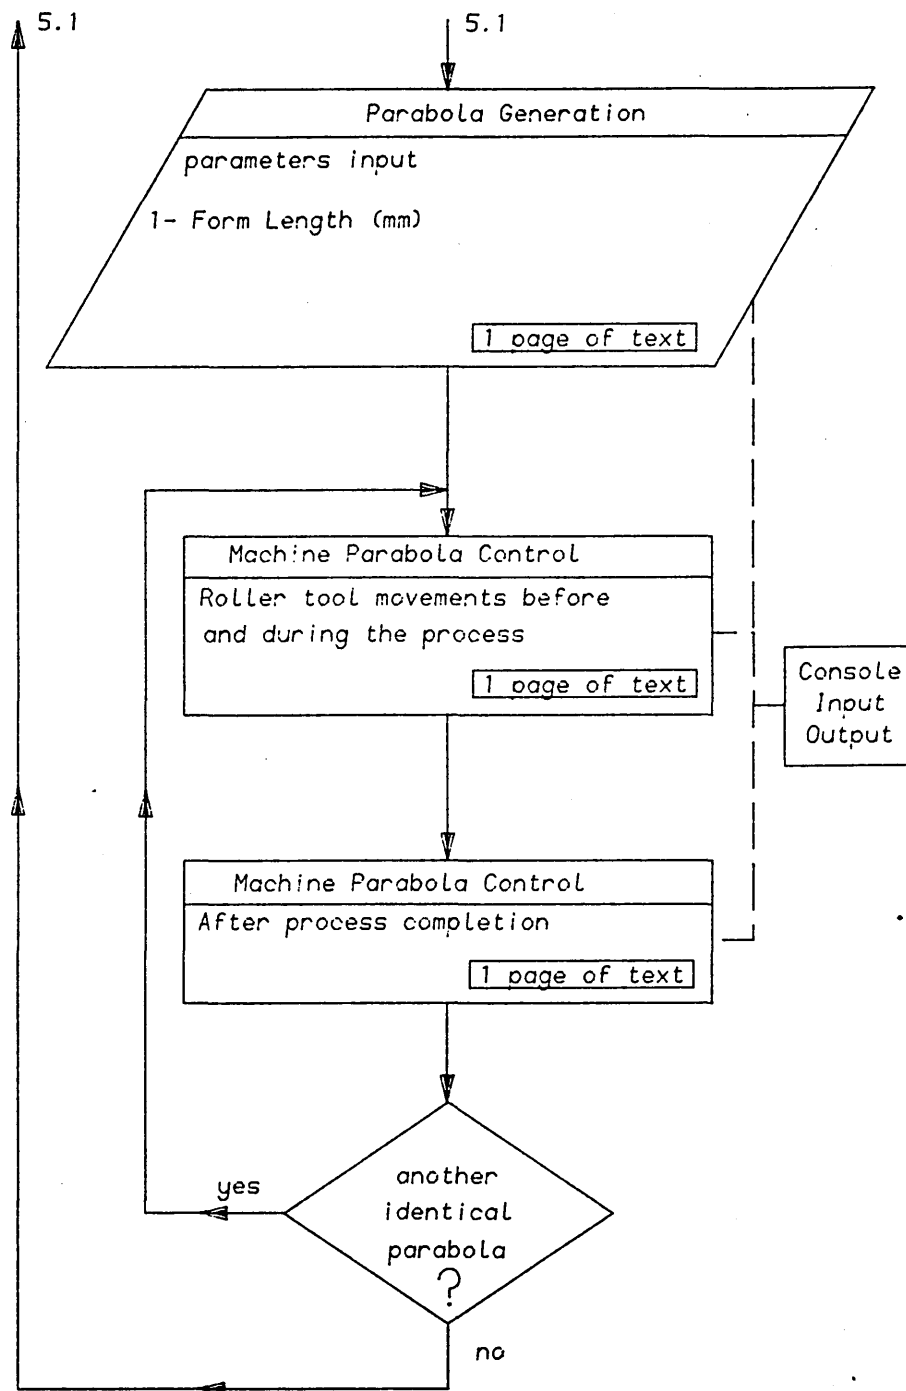 5.1
5.1
Parabola Generation
parameters input
1- Form Length (mm)
1 page of text
Machine Parabola Control
Roller tool movements before
and during the process
1 page of text
Console
Input
Output
Machine Parabola Control
After process completion
1 page of text
yes
another
identical
parabola
?
no